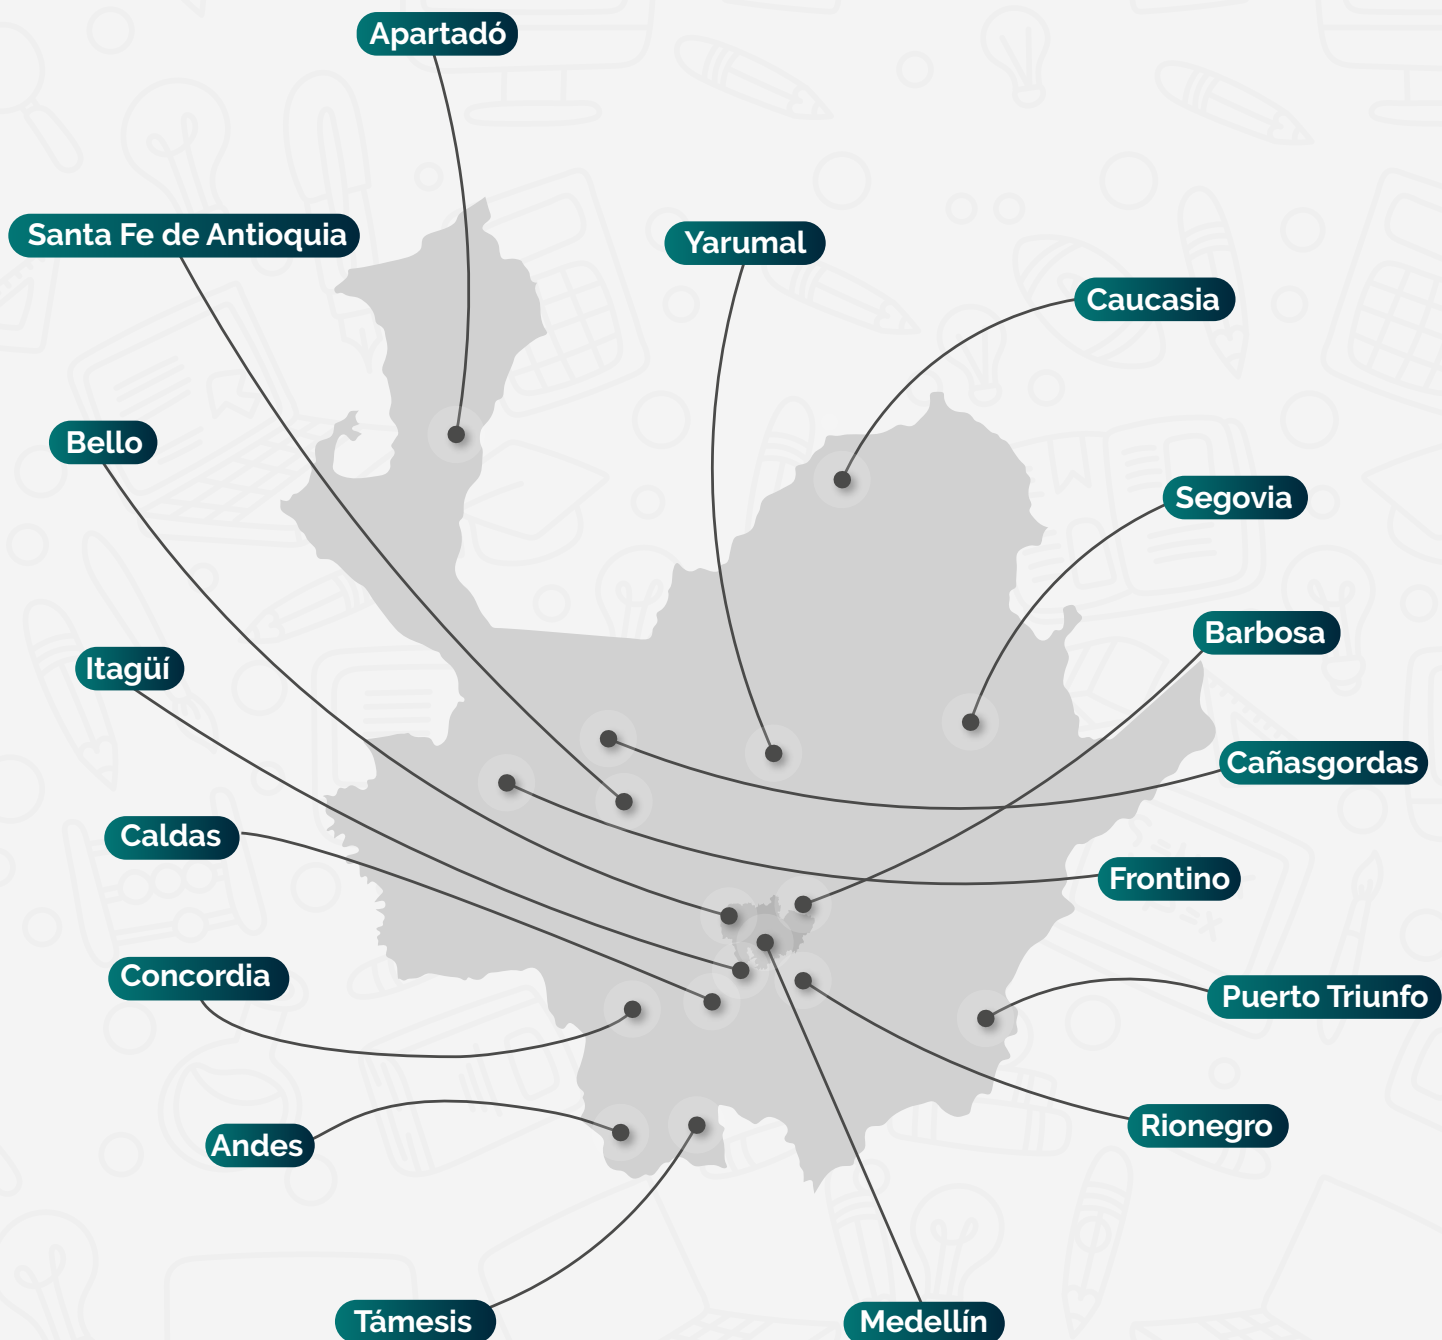 Apartadó
Santa Fe de Antioquia
Yarumal
Caucasia
Bello
Segovia
Barbosa
Itagüí
Cañasgordas
Caldas
Frontino
Concordia
Puerto Triunfo
Rionegro
Andes
Támesis
Medellín